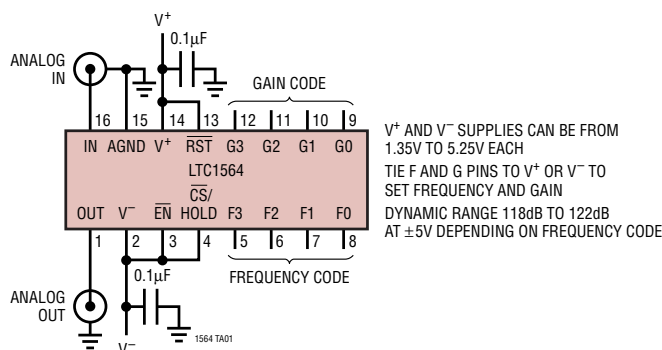 V+
0.1µF
ANALOG
IN
GAIN CODE
16 15 14 13 12 11 10 9
IN AGND V+ RST G3 G2 G1 G0
LTC1564
CS/
OUT V– EN HOLD F3 F2 F1 F0
1 2 3 4 5 6 7 8
0.1µF
FREQUENCY CODE
ANALOG
OUT
V–
1564 TA01
V+ AND V– SUPPLIES CAN BE FROM
1.35V TO 5.25V EACH
TIE F AND G PINS TO V+ OR V– TO
SET FREQUENCY AND GAIN
DYNAMIC RANGE 118dB TO 122dB
AT ±5V DEPENDING ON FREQUENCY CODE